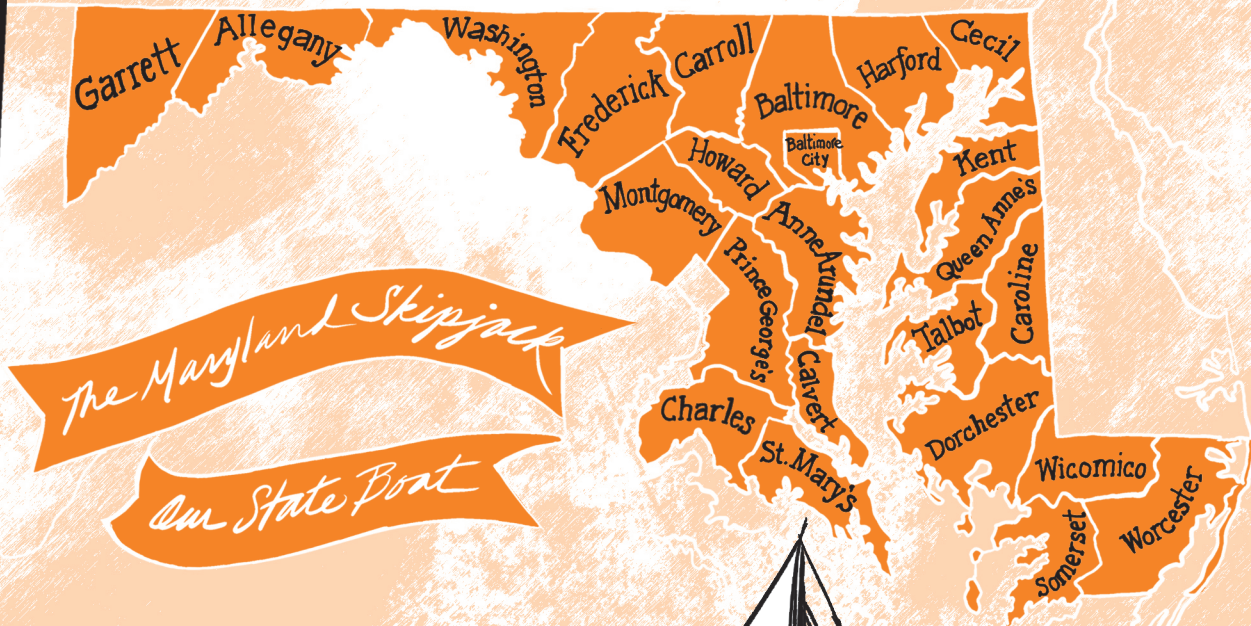 Garrett
Allegany
Washington
Frederick
Carroll
Baltimore
Baltimore
City
Harford
Cecil
Howard
Montgomery
Anne Arundel
Prince George's
Kent
Queen Anne's
Caroline
Talbot
Calvert
Charles
St. Mary's
Dorchester
Wicomico
Worcester
Somerset
The Maryland Skipjack
Our State Boat